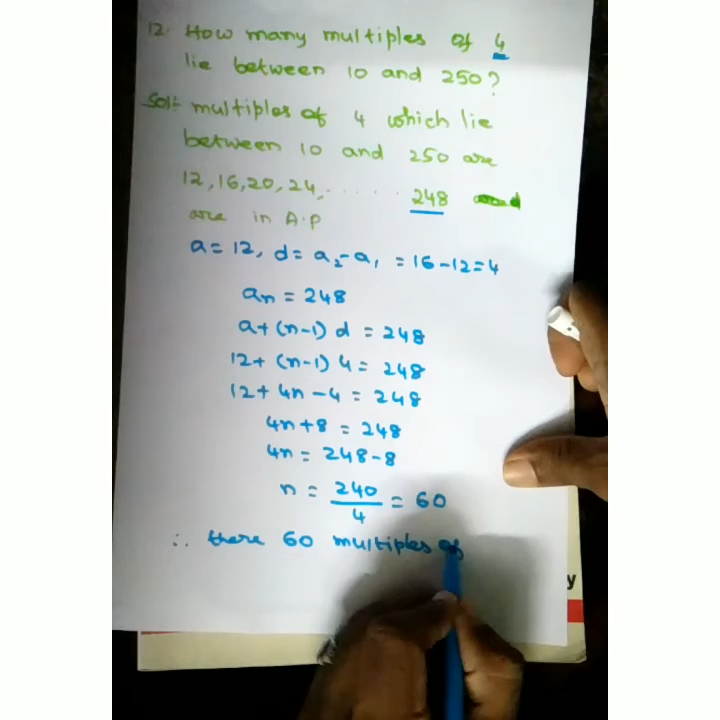 12. How many multiples of 4
lie between 10 and 250?
Sol:- multiples of 4 which lie
between 10 and 250 are
12, 16, 20, 24, ...... 248
are in A.P
a = 12, d = a₂ - a₁ = 16 - 12 = 4
an = 248
a + (n-1) d = 248
12 + (n-1) 4 = 248
12 + 4n - 4 = 248
4n + 8 = 248
4n = 248 - 8
n = 240/4 = 60
∴ there 60 multiples of
y